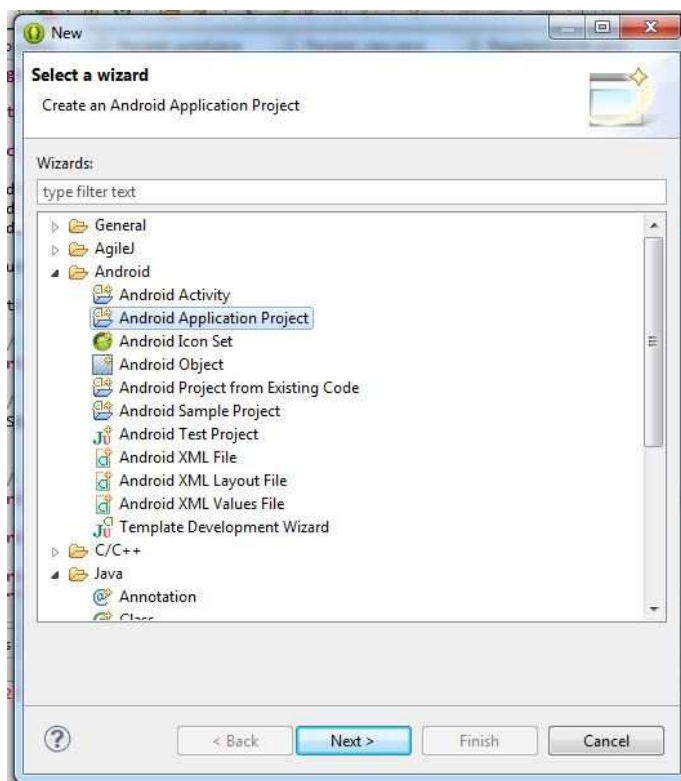 New
Select a wizard
Create an Android Application Project
Wizards:
type filter text
General
AgileJ
Android
Android Activity
Android Application Project
Android Icon Set
Android Object
Android Project from Existing Code
Android Sample Project
Android Test Project
Android XML File
Android XML Layout File
Android XML Values File
Template Development Wizard
C/C++
Java
Annotation
Class
< Back
Next >
Finish
Cancel